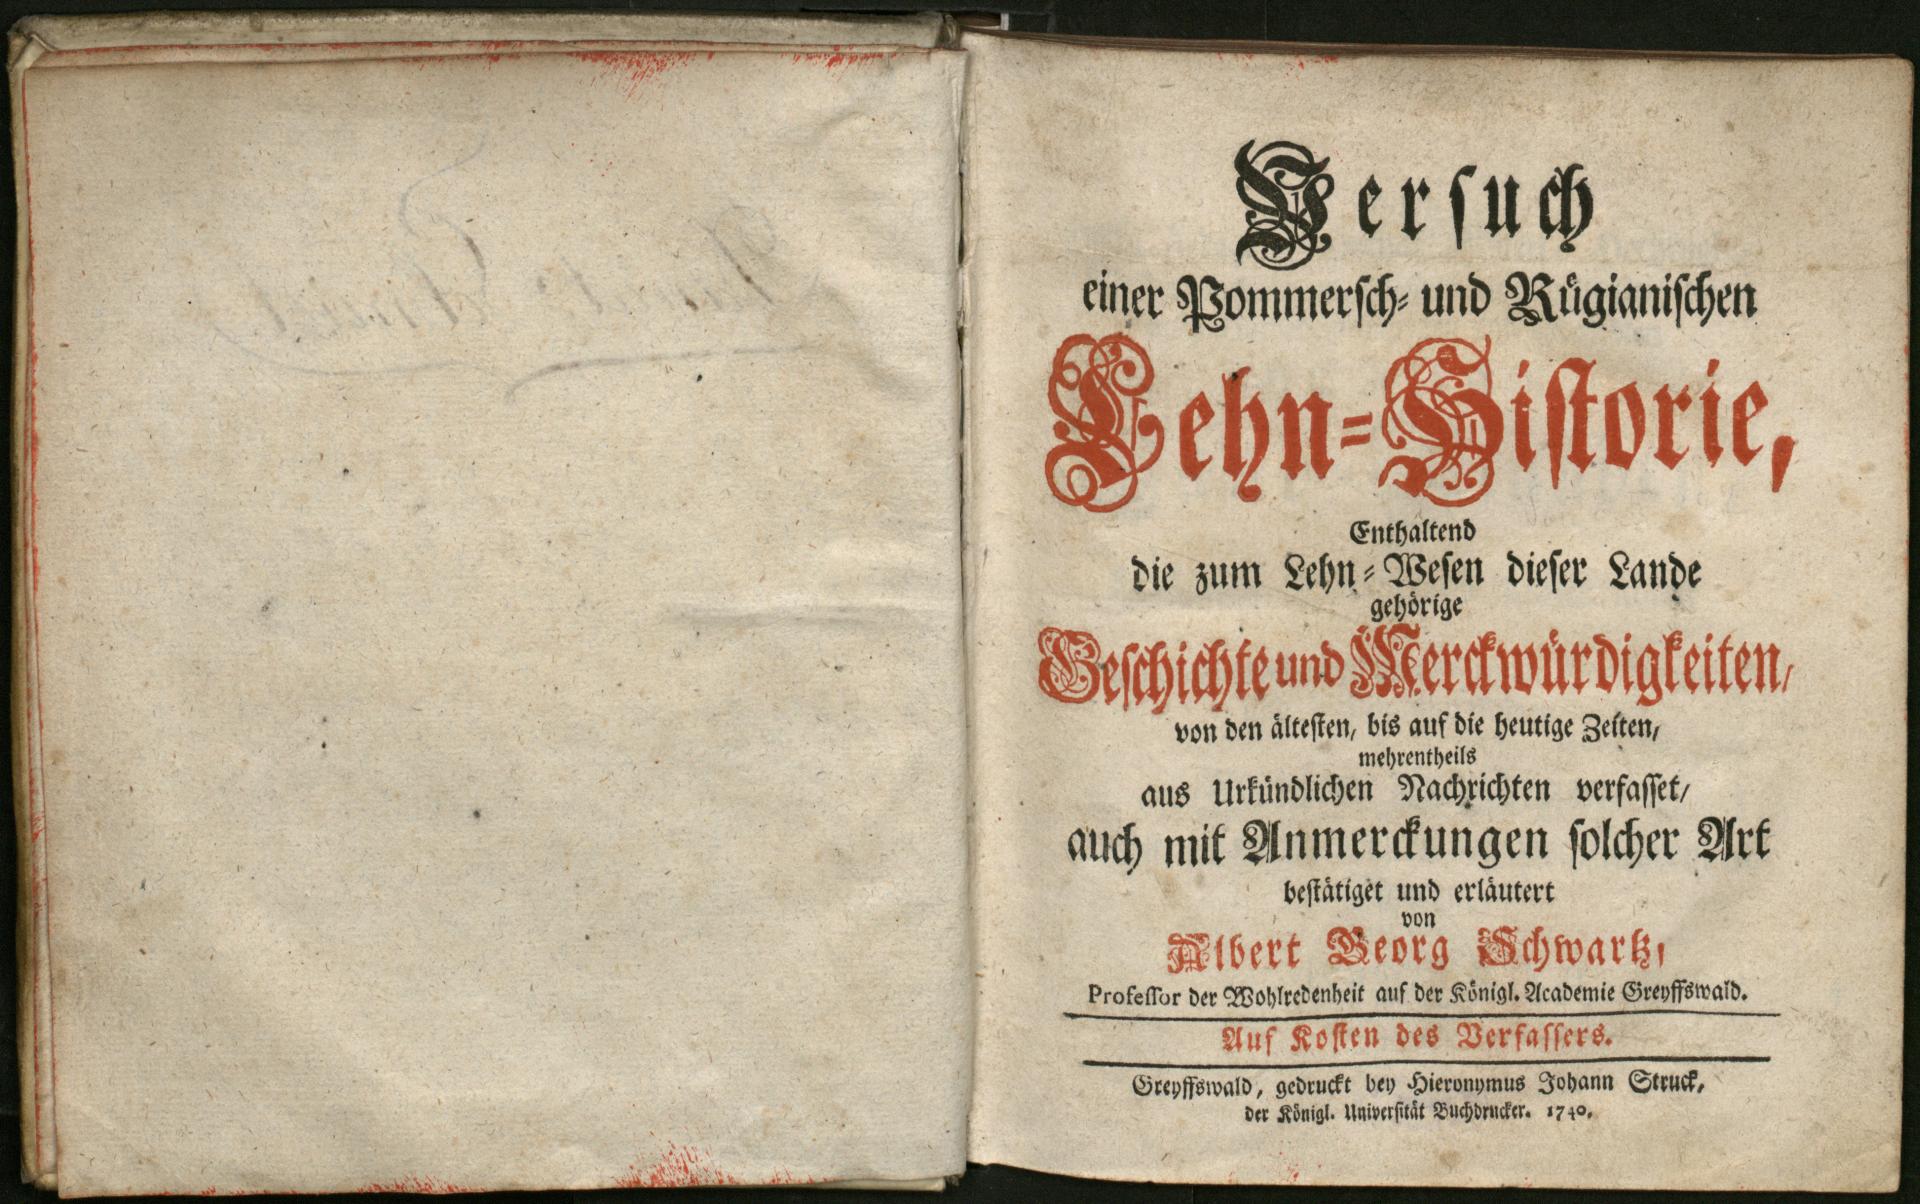 Versuch
einer Pommersch- und Rügianischen
Lehn-Historie,
Enthaltend
die zum Lehn-Wesen dieser Lande
gehörige
Geschichte und Merckwürdigkeiten,
von den ältesten, bis auf die heutige Zeiten,
mehrentheils
aus Urkündlichen Nachrichten verfasset,
auch mit Anmerckungen solcher Art
bestätiget und erläutert
von
Albert Georg Schwartz,
Professor der Wohlredenheit auf der Königl. Academie Greyffswald.
Auf Kosten des Verfassers.
Greyffswald, gedruckt bey Hieronymus Johann Struck,
der Königl. Universität Buchdrucker. 1740.